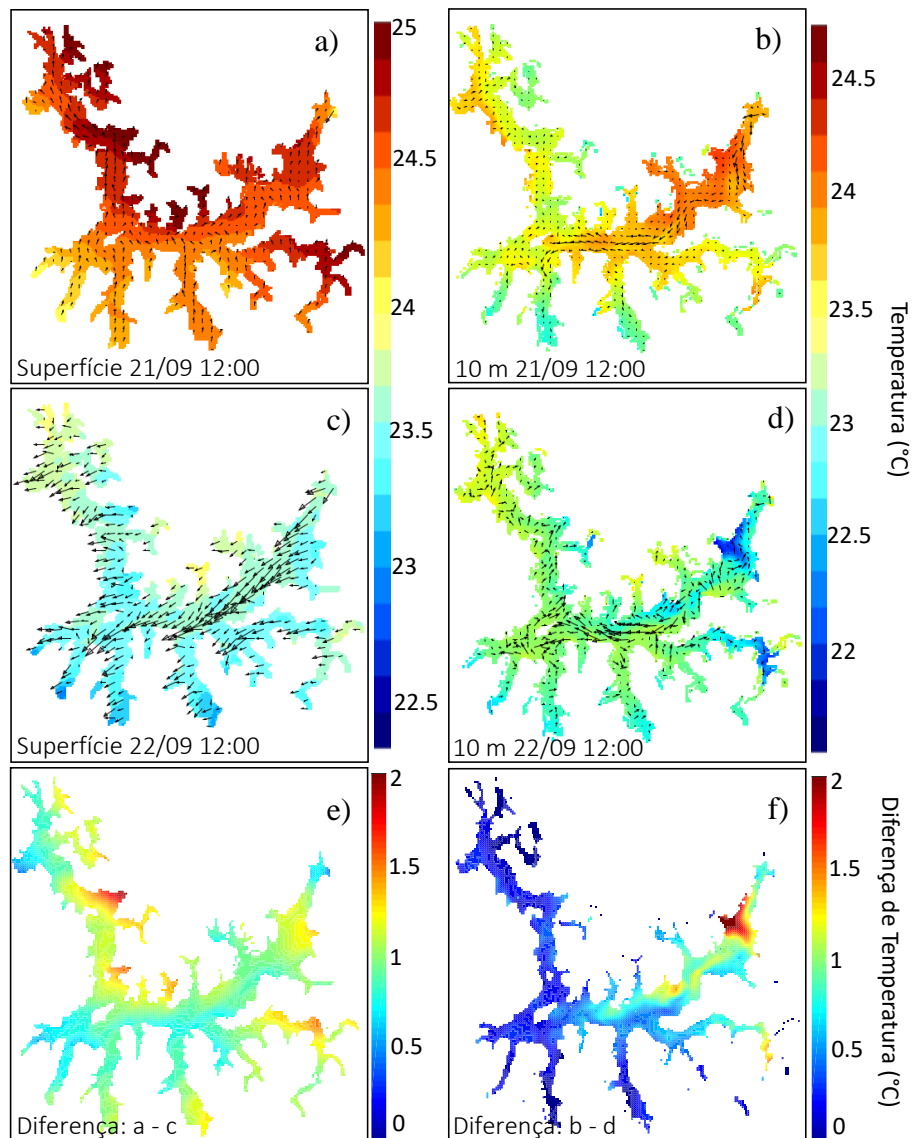 a)
25
24.5
24
23.5
23
22.5
Superfície 21/09 12:00
b)
24.5
24
23.5
23
22.5
22
Temperatura (°C)
10 m 21/09 12:00
c)
Superfície 22/09 12:00
d)
10 m 22/09 12:00
e)
2
1.5
1
0.5
0
Diferença: a - c
f)
2
1.5
1
0.5
0
Diferença de Temperatura (°C)
Diferença: b - d